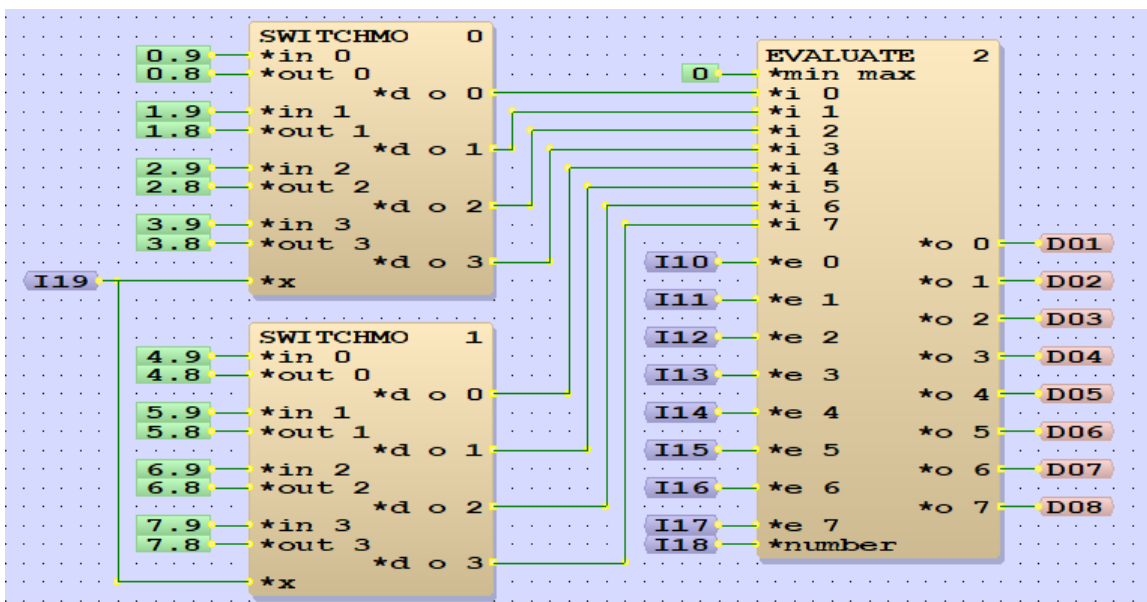 SWITCHMO 0
0.9 *in 0
0.8 *out 0
*d o 0
1.9 *in 1
1.8 *out 1
*d o 1
2.9 *in 2
2.8 *out 2
*d o 2
3.9 *in 3
3.8 *out 3
*d o 3
I19 *x
SWITCHMO 1
4.9 *in 0
4.8 *out 0
*d o 0
5.9 *in 1
5.8 *out 1
*d o 1
6.9 *in 2
6.8 *out 2
*d o 2
7.9 *in 3
7.8 *out 3
*d o 3
*x
EVALUATE 2
0 *min max
*i 0
*i 1
*i 2
*i 3
*i 4
*i 5
*i 6
*i 7
*o 0 D01
I10 *e 0
*o 1 D02
I11 *e 1
*o 2 D03
I12 *e 2
*o 3 D04
I13 *e 3
*o 4 D05
I14 *e 4
*o 5 D06
I15 *e 5
*o 6 D07
I16 *e 6
*o 7 D08
I17 *e 7
I18 *number